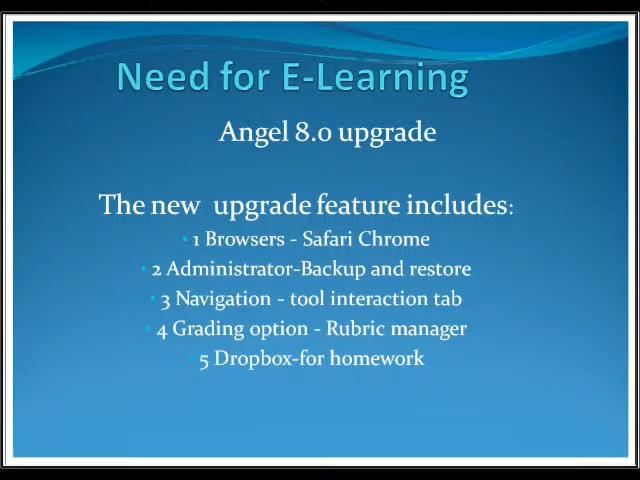 Need for E-Learning
Angel 8.0 upgrade
The new  upgrade feature includes:
• 1 Browsers - Safari Chrome
• 2 Administrator-Backup and restore
• 3 Navigation - tool interaction tab
• 4 Grading option - Rubric manager
• 5 Dropbox-for homework